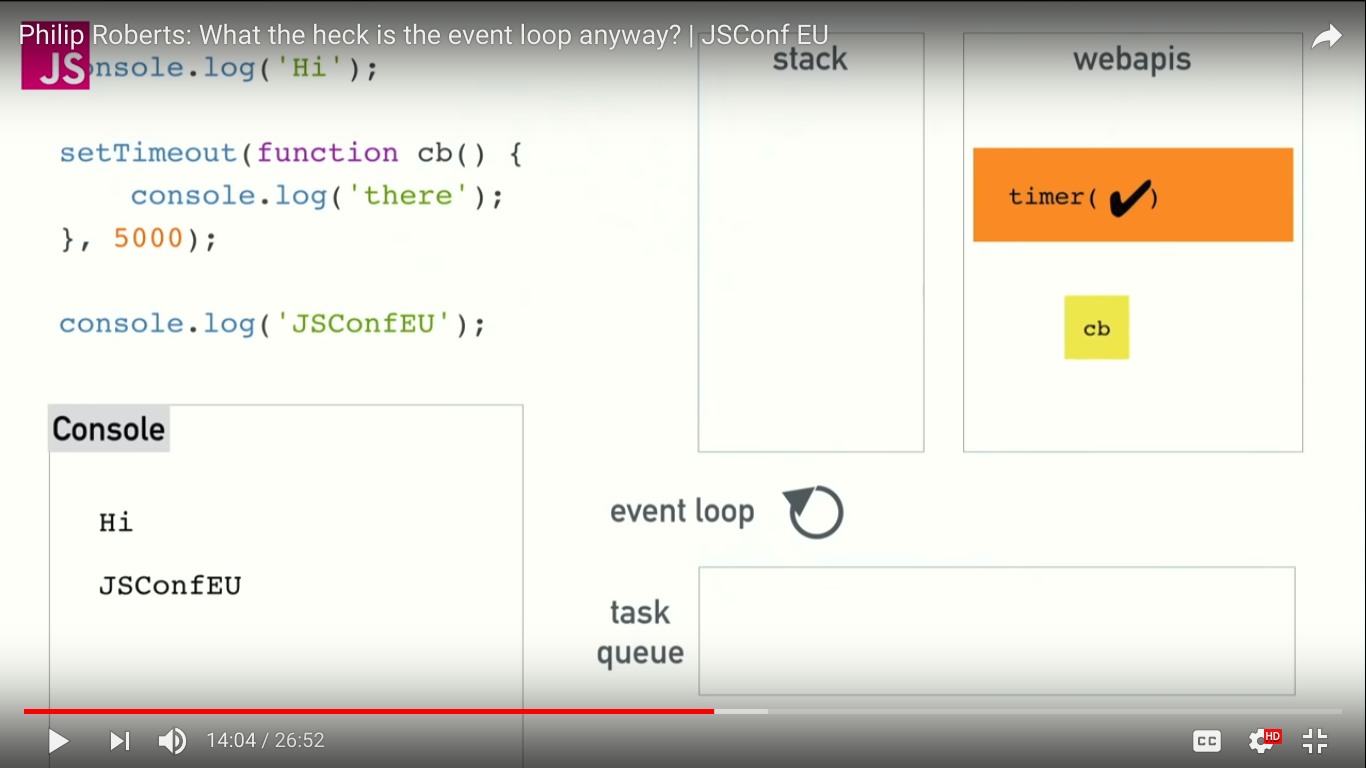 Philip Roberts: What the heck is the event loop anyway? | JSConf EU
JS
onsole.log('Hi');
setTimeout(function cb() {
console.log('there');
}, 5000);
console.log('JSConfEU');
Console
Hi
JSConfEU
stack
webapis
timer( ✔)
cb
event loop
task
queue
14:04 / 26:52
CC
HD